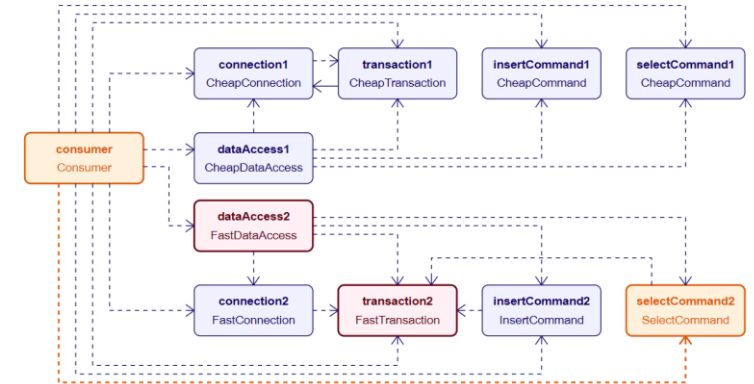 connection1
CheapConnection
transaction1
CheapTransaction
insertCommand1
CheapCommand
selectCommand1
CheapCommand
consumer
Consumer
dataAccess1
CheapDataAccess
dataAccess2
FastDataAccess
connection2
FastConnection
transaction2
FastTransaction
insertCommand2
InsertCommand
selectCommand2
SelectCommand